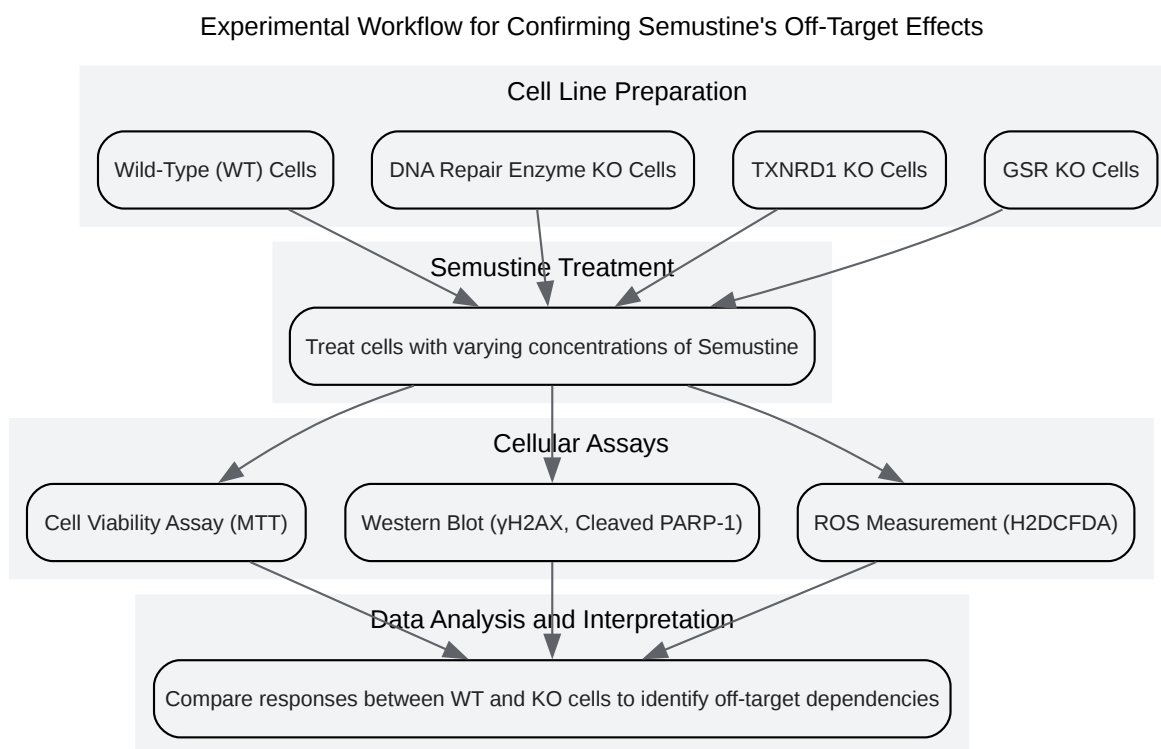 Experimental Workflow for Confirming Semustine's Off-Target Effects
Cell Line Preparation
Wild-Type (WT) Cells
DNA Repair Enzyme KO Cells
TXNRD1 KO Cells
GSR KO Cells
Semustine Treatment
Treat cells with varying concentrations of Semustine
Cellular Assays
Cell Viability Assay (MTT)
Western Blot (γH2AX, Cleaved PARP-1)
ROS Measurement (H2DCFDA)
Data Analysis and Interpretation
Compare responses between WT and KO cells to identify off-target dependencies